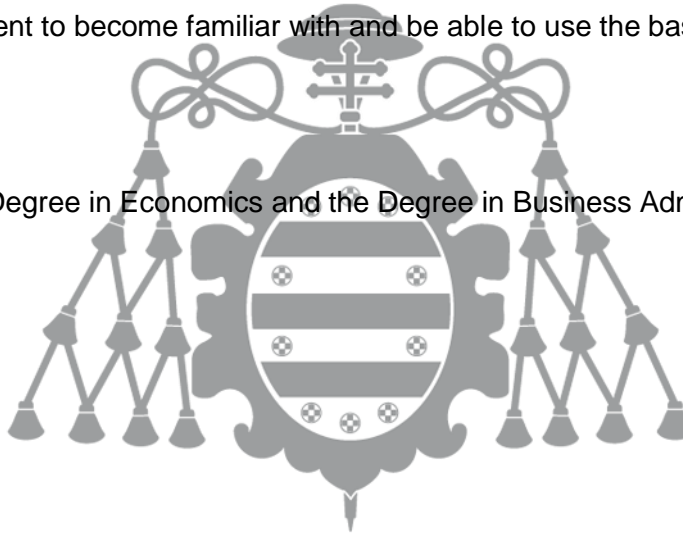 ent to become familiar with and be able to use the bas
Degree in Economics and the Degree in Business Adr